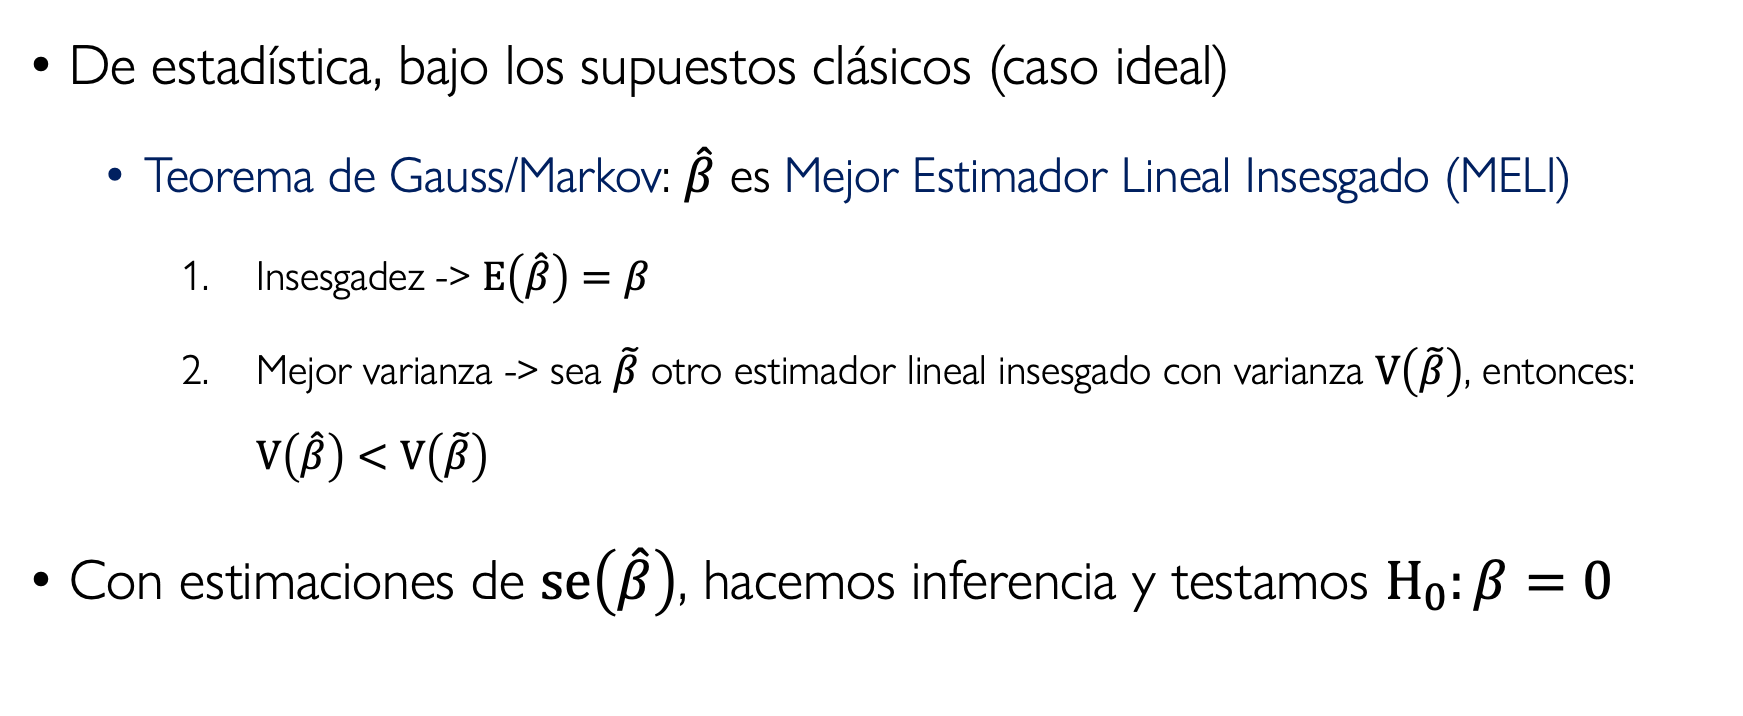 • De estadística, bajo los supuestos clásicos (caso ideal)
• Teorema de Gauss/Markov: β̂ es Mejor Estimador Lineal Insesgado (MELI)
1. Insesgadez -> E(β̂) = β
2. Mejor varianza -> sea β̃ otro estimador lineal insesgado con varianza V(β̃), entonces:
V(β̂) < V(β̃)
• Con estimaciones de se(β̂), hacemos inferencia y testamos H₀: β = 0